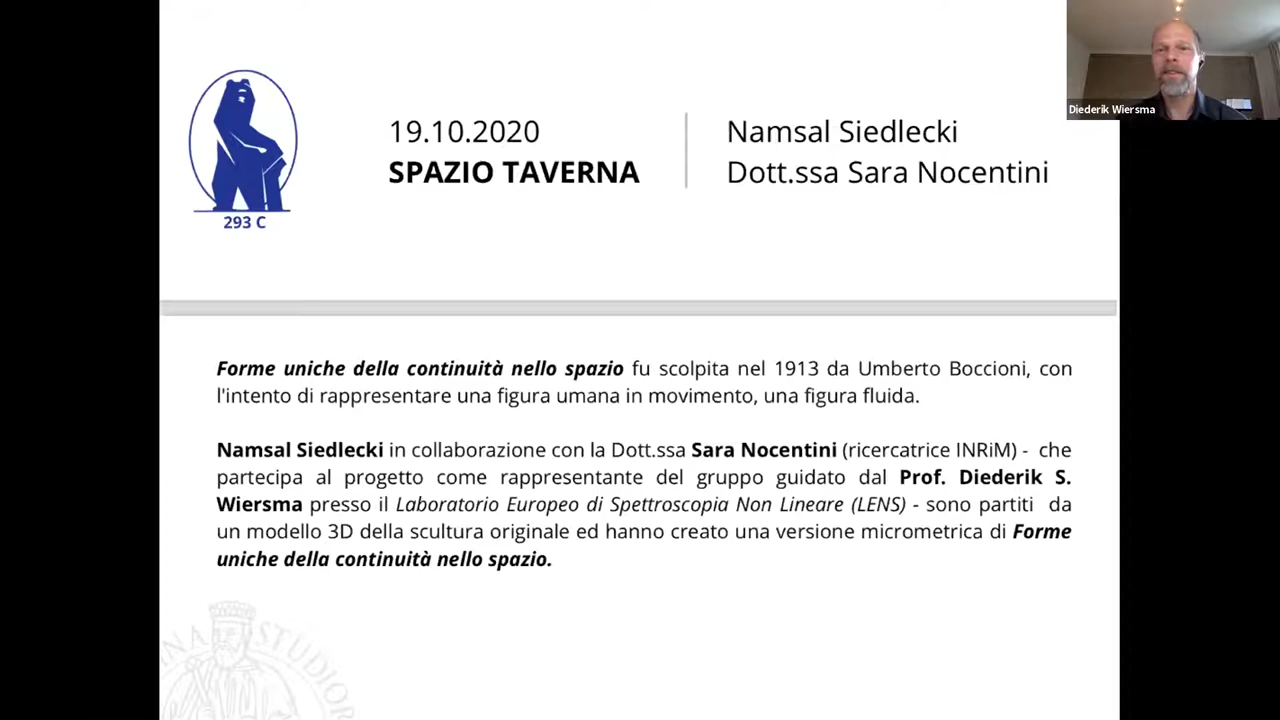 Diederik Wiersma
293 C
19.10.2020
SPAZIO TAVERNA
Namsal Siedlecki
Dott.ssa Sara Nocentini
Forme uniche della continuità nello spazio fu scolpita nel 1913 da Umberto Boccioni, con
l'intento di rappresentare una figura umana in movimento, una figura fluida.
Namsal Siedlecki in collaborazione con la Dott.ssa Sara Nocentini (ricercatrice INRiM) - che
partecipa al progetto come rappresentante del gruppo guidato dal Prof. Diederik S.
Wiersma presso il Laboratorio Europeo di Spettroscopia Non Lineare (LENS) - sono partiti da
un modello 3D della scultura originale ed hanno creato una versione micrometrica di Forme
uniche della continuità nello spazio.
NA STUDIOR